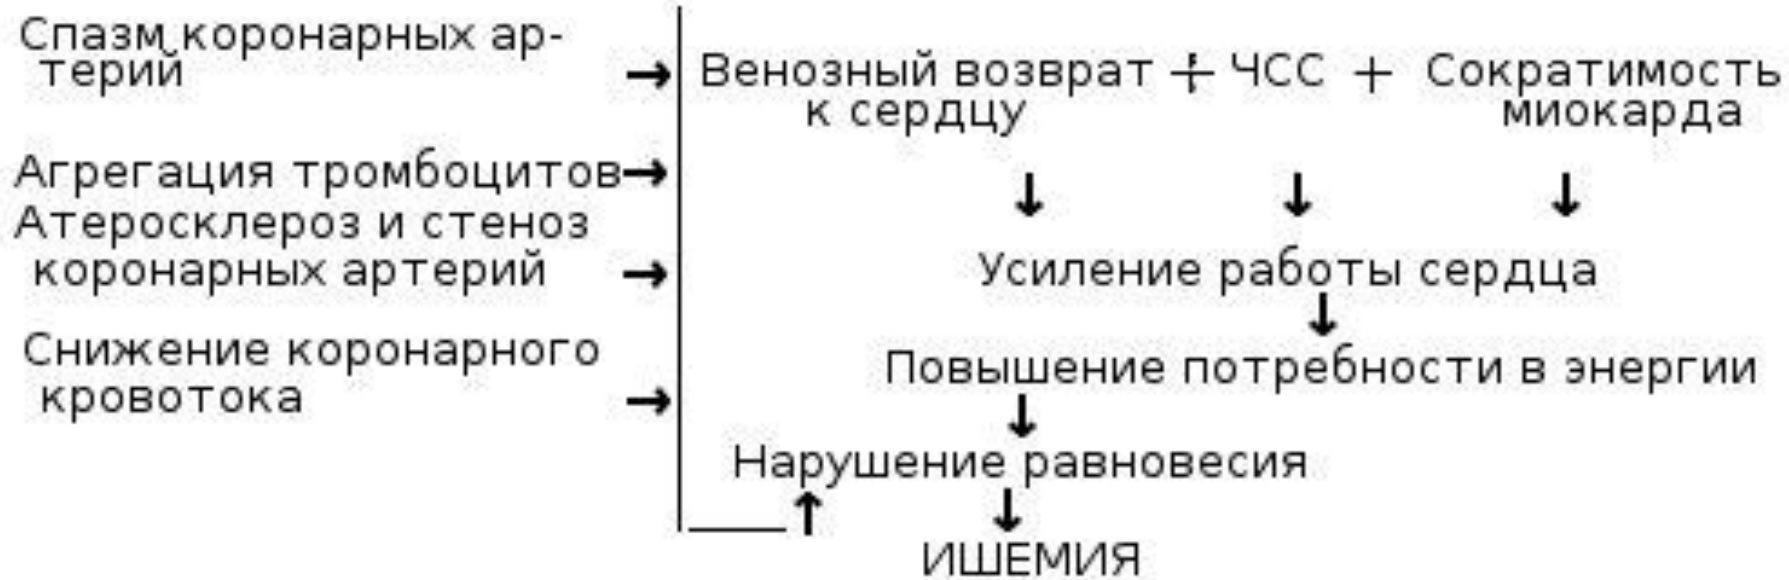 Спазм коронарных ар-
терий
Венозный возврат + ЧСС + Сократимость
к сердцу миокарда
Агрегация тромбоцитов
Атеросклероз и стеноз
коронарных артерий
Усиление работы сердца
Снижение коронарного
кровотока
Повышение потребности в энергии
Нарушение равновесия
ИШЕМИЯ